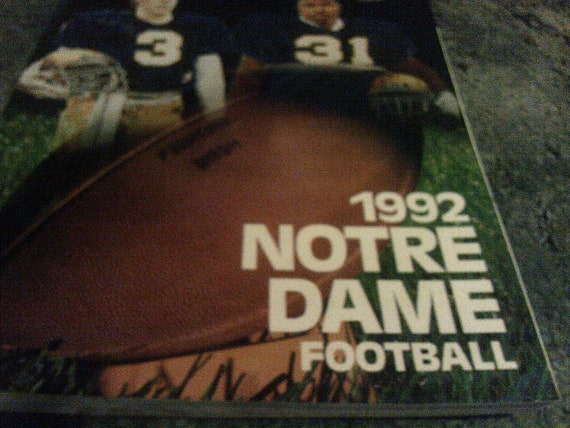 3
31
1992
NOTRE
DAME
FOOTBALL